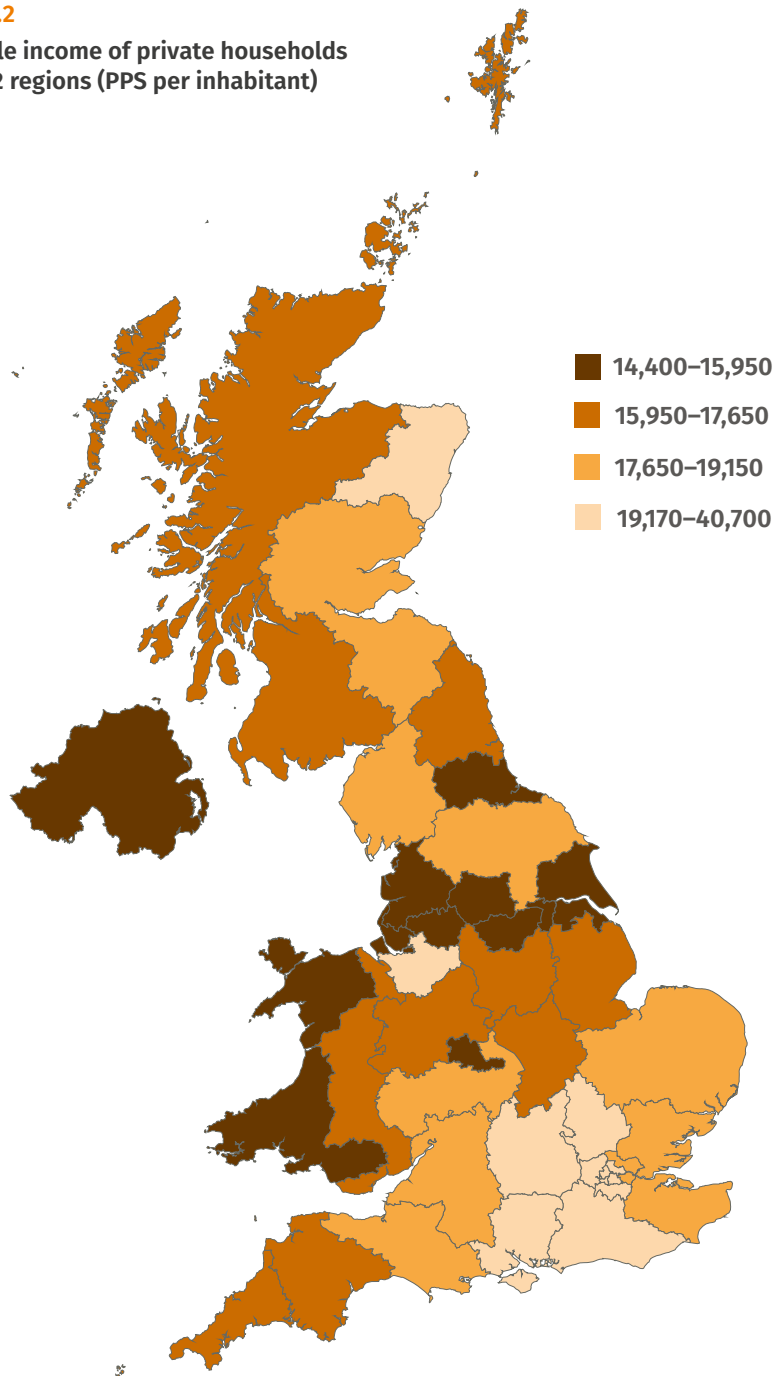 .2
le income of private households
2 regions (PPS per inhabitant)
14,400–15,950
15,950–17,650
17,650–19,150
19,170–40,700